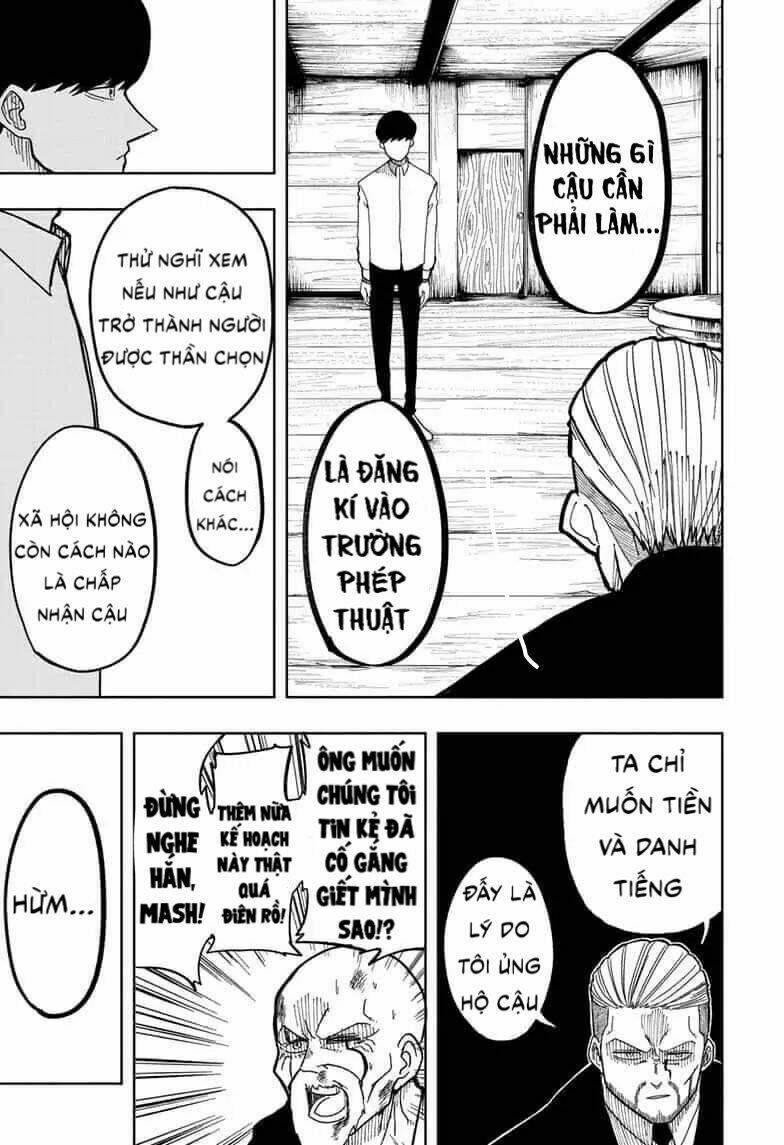 NHỮNG GÌ
CẬU CẦN
PHẢI LÀM...
LÀ ĐĂNG
KÍ VÀO
TRƯỜNG
PHÉP
THUẬT
THỬ NGHĨ XEM
NẾU NHƯ CẬU
TRỞ THÀNH NGƯỜI
ĐƯỢC THẦN CHỌN
NÓI
CÁCH
KHÁC...
XÃ HỘI KHÔNG
CÒN CÁCH NÀO
LÀ CHẤP
NHẬN CẬU
TA CHỈ
MUỐN TIỀN
VÀ DANH
TIẾNG
ĐẤY LÀ
LÝ DO
TÔI ỦNG
HỘ CẬU
ÔNG MUỐN
CHÚNG TÔI
TIN KẺ ĐÃ
CỐ GẮNG
GIẾT MÌNH
SAO!?
THÊM NỮA
KẾ HOẠCH
NÀY THẬT
QUÁ
ĐIÊN RỒ!
ĐỪNG
NGHE
HẮN,
MASH!
HỪM...